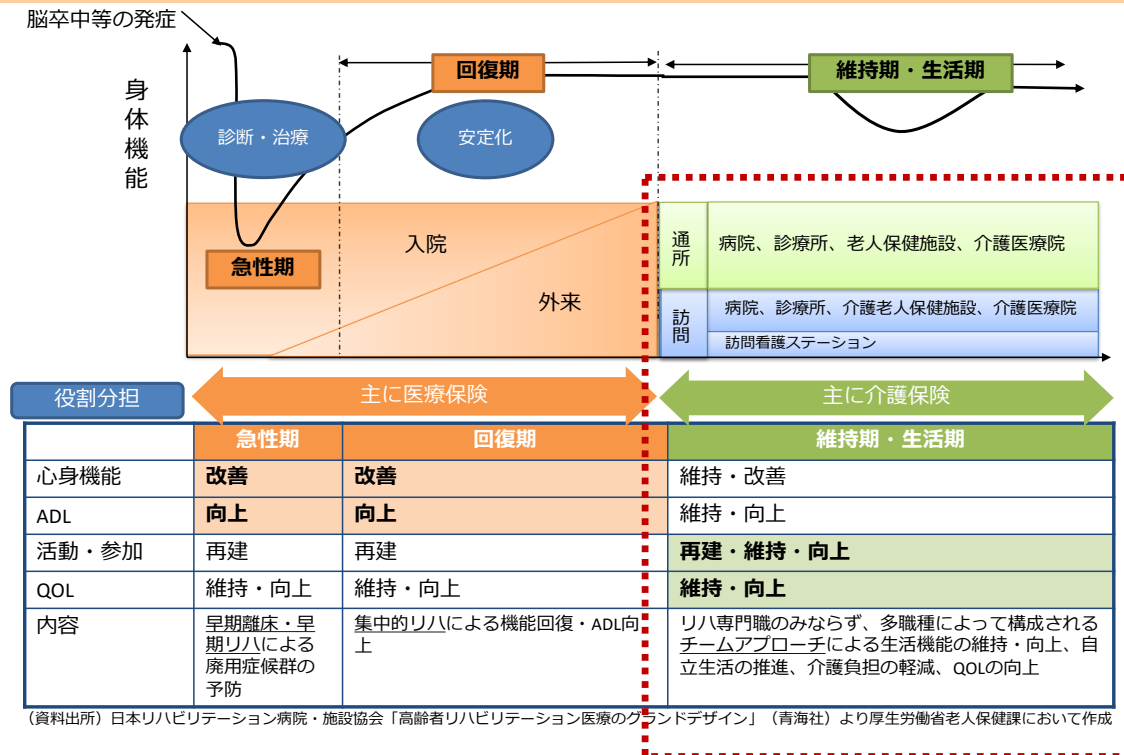 脳卒中等の発症
身体機能
回復期
維持期・生活期
診断・治療
安定化
急性期
入院
外来
通所
病院、診療所、老人保健施設、介護医療院
訪問
病院、診療所、介護老人保健施設、介護医療院
訪問看護ステーション
役割分担
主に医療保険
主に介護保険
急性期
回復期
維持期・生活期
心身機能
改善
改善
維持・改善
ADL
向上
向上
維持・向上
活動・参加
再建
再建
再建・維持・向上
QOL
維持・向上
維持・向上
維持・向上
内容
早期離床・早
期リハによる
廃用症候群の
予防
集中的リハによる機能回復・ADL向
上
リハ専門職のみならず、多職種によって構成される
チームアプローチによる生活機能の維持・向上、自
立生活の推進、介護負担の軽減、QOLの向上
（資料出所）日本リハビリテーション病院・施設協会「高齢者リハビリテーション医療のグランドデザイン」（青海社）より厚生労働省老人保健課において作成